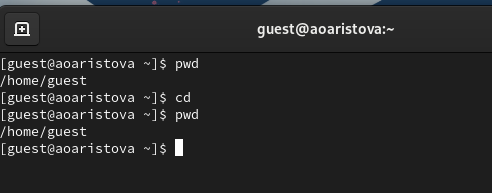 guest@aoaristova:~
[guest@aoaristova ~]$ pwd
/home/guest
[guest@aoaristova ~]$ cd
[guest@aoaristova ~]$ pwd
/home/guest
[guest@aoaristova ~]$